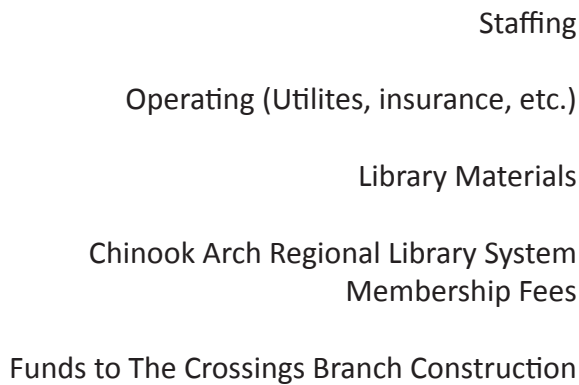 Staffing
Operating (Utilites, insurance, etc.)
Library Materials
Chinook Arch Regional Library System
Membership Fees
Funds to The Crossings Branch Construction